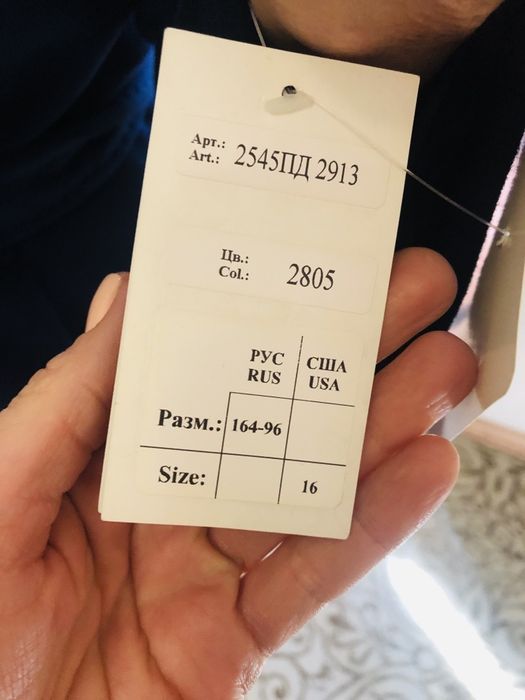 Арт.:
Art.: 2545ПД 2913
Цв.:
Col.: 2805
РУС США
RUS USA
Разм.: 164-96
Size: 16